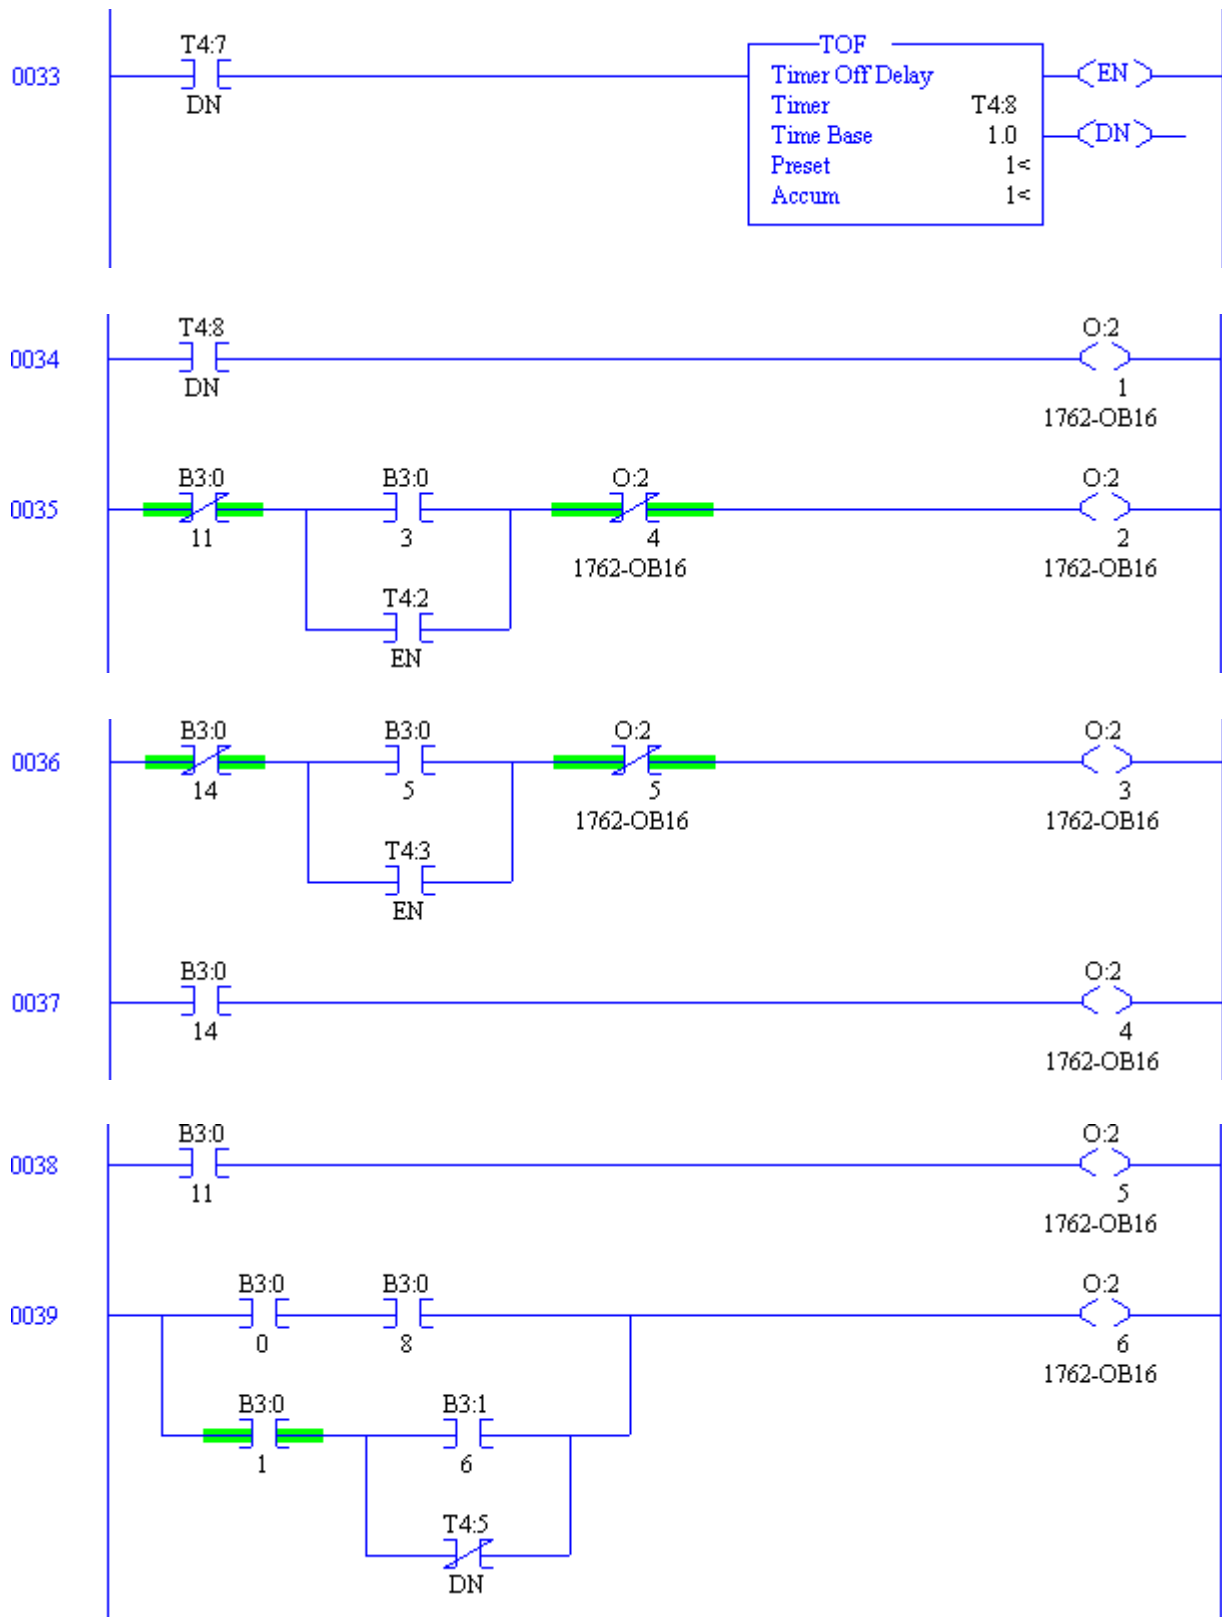 T4:7
TOF
0033
Timer Off Delay
EN
DN
Timer T4:8
Time Base 1.0
DN
Preset 1<
Accum 1<
T4:8 O:2
0034
DN 1
1762-OB16
B3:0 B3:0 O:2 O:2
0035
11 3 4 2
1762-OB16 1762-OB16
T4:2
EN
B3:0 B3:0 O:2 O:2
0036
14 5 5 3
1762-OB16 1762-OB16
T4:3
EN
B3:0 O:2
0037
14 4
1762-OB16
B3:0 O:2
0038
11 5
1762-OB16
B3:0 B3:0 O:2
0039
0 8 6
1762-OB16
B3:0 B3:1
1 6
T4:5
DN